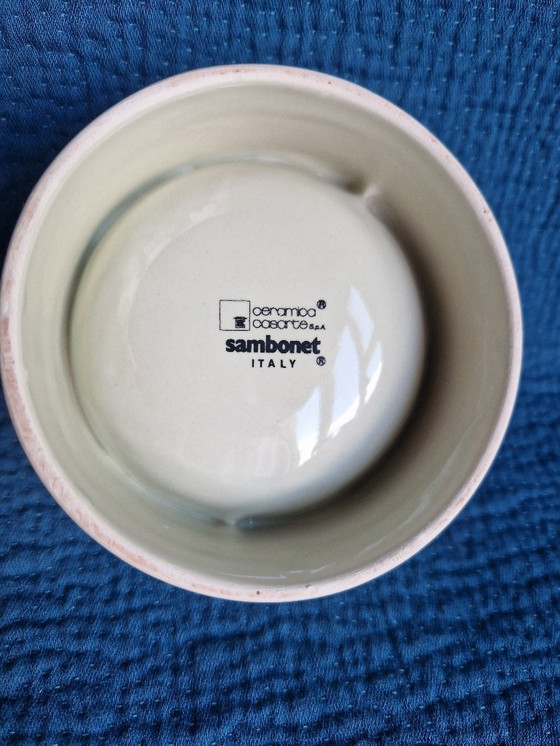 ceramica®
casarte S.p.A.
sambonet
ITALY ®